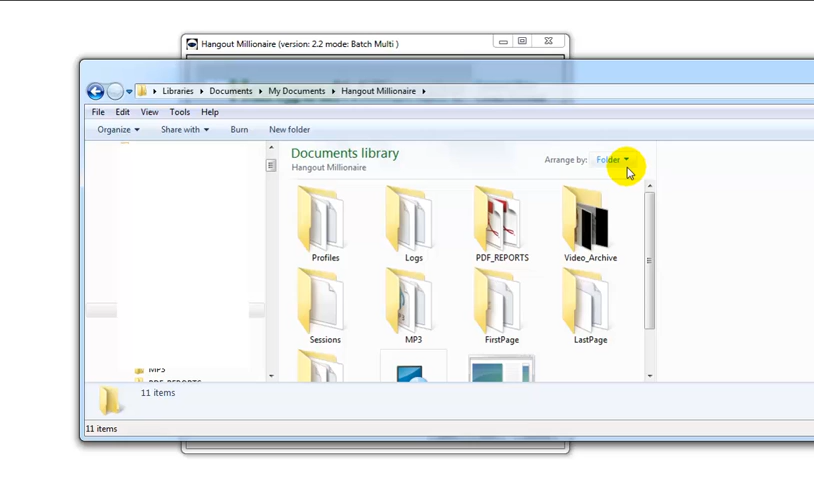 Hangout Millionaire (version: 2.2 mode: Batch Multi )
Libraries Documents My Documents Hangout Millionaire
File Edit View Tools Help
Organize Share with Burn New folder
Documents library
Hangout Millionaire
Arrange by: Folder
Profiles Logs PDF_REPORTS Video_Archive
Sessions MP3 FirstPage LastPage
MP3
PDF_REPORTS
11 items
11 items